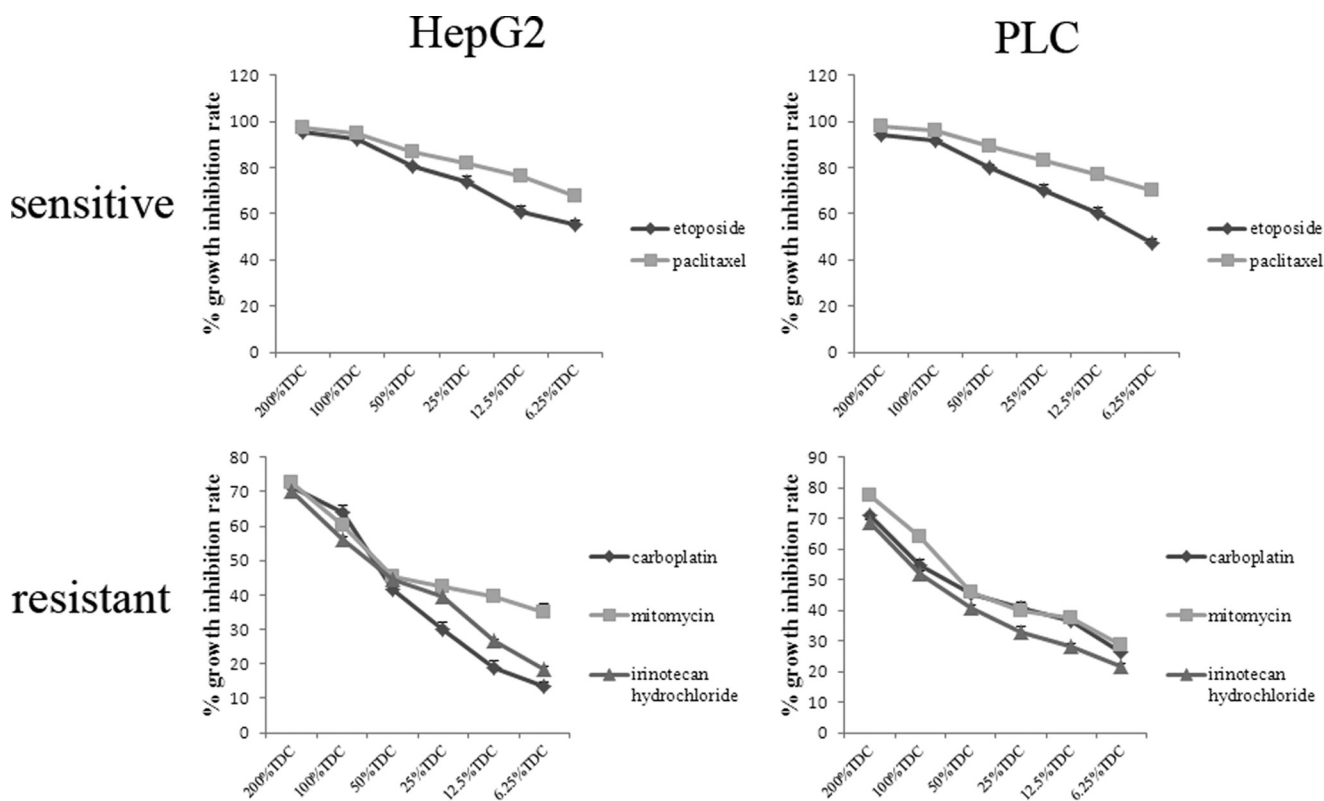 HepG2
PLC
sensitive
% growth inhibition rate
120
100
80
60
40
20
0
200%TDC
100%TDC
50%TDC
25%TDC
12.5%TDC
6.25%TDC
etoposide
paclitaxel
% growth inhibition rate
120
100
80
60
40
20
0
200%TDC
100%TDC
50%TDC
25%TDC
12.5%TDC
6.25%TDC
etoposide
paclitaxel
resistant
% growth inhibition rate
80
70
60
50
40
30
20
10
0
200%TDC
100%TDC
50%TDC
25%TDC
12.5%TDC
6.25%TDC
carboplatin
mitomycin
irinotecan
hydrochloride
% growth inhibition rate
90
80
70
60
50
40
30
20
10
0
200%TDC
100%TDC
50%TDC
25%TDC
12.5%TDC
6.25%TDC
carboplatin
mitomycin
irinotecan
hydrochloride